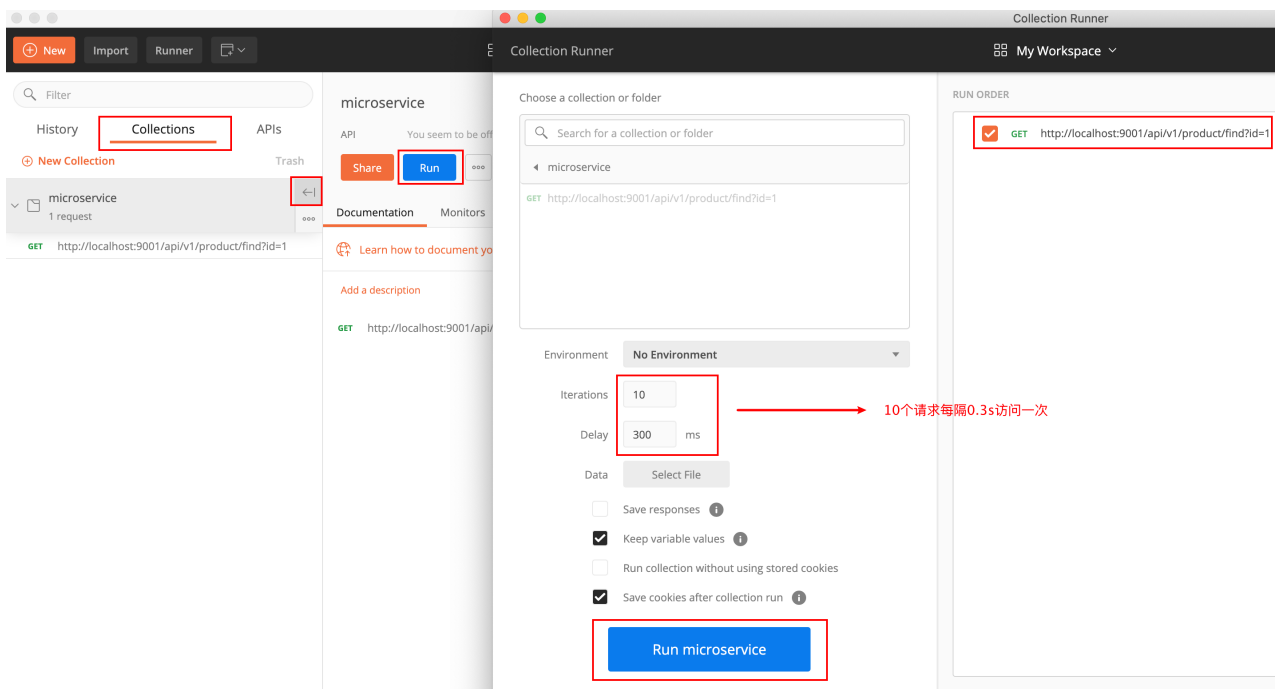 New
Import
Runner
Filter
History
Collections
APIs
New Collection
Trash
microservice
1 request
GET http://localhost:9001/api/v1/product/find?id=1
microservice
API
You seem to be off
Share
Run
Documentation
Monitors
Learn how to document yo
Add a description
GET http://localhost:9001/api/
Collection Runner
Collection Runner
My Workspace
Choose a collection or folder
Search for a collection or folder
microservice
GET http://localhost:9001/api/v1/product/find?id=1
Environment
No Environment
Iterations
10
Delay
300
ms
10个请求每隔0.3s访问一次
Data
Select File
Save responses
Keep variable values
Run collection without using stored cookies
Save cookies after collection run
Run microservice
RUN ORDER
GET http://localhost:9001/api/v1/product/find?id=1